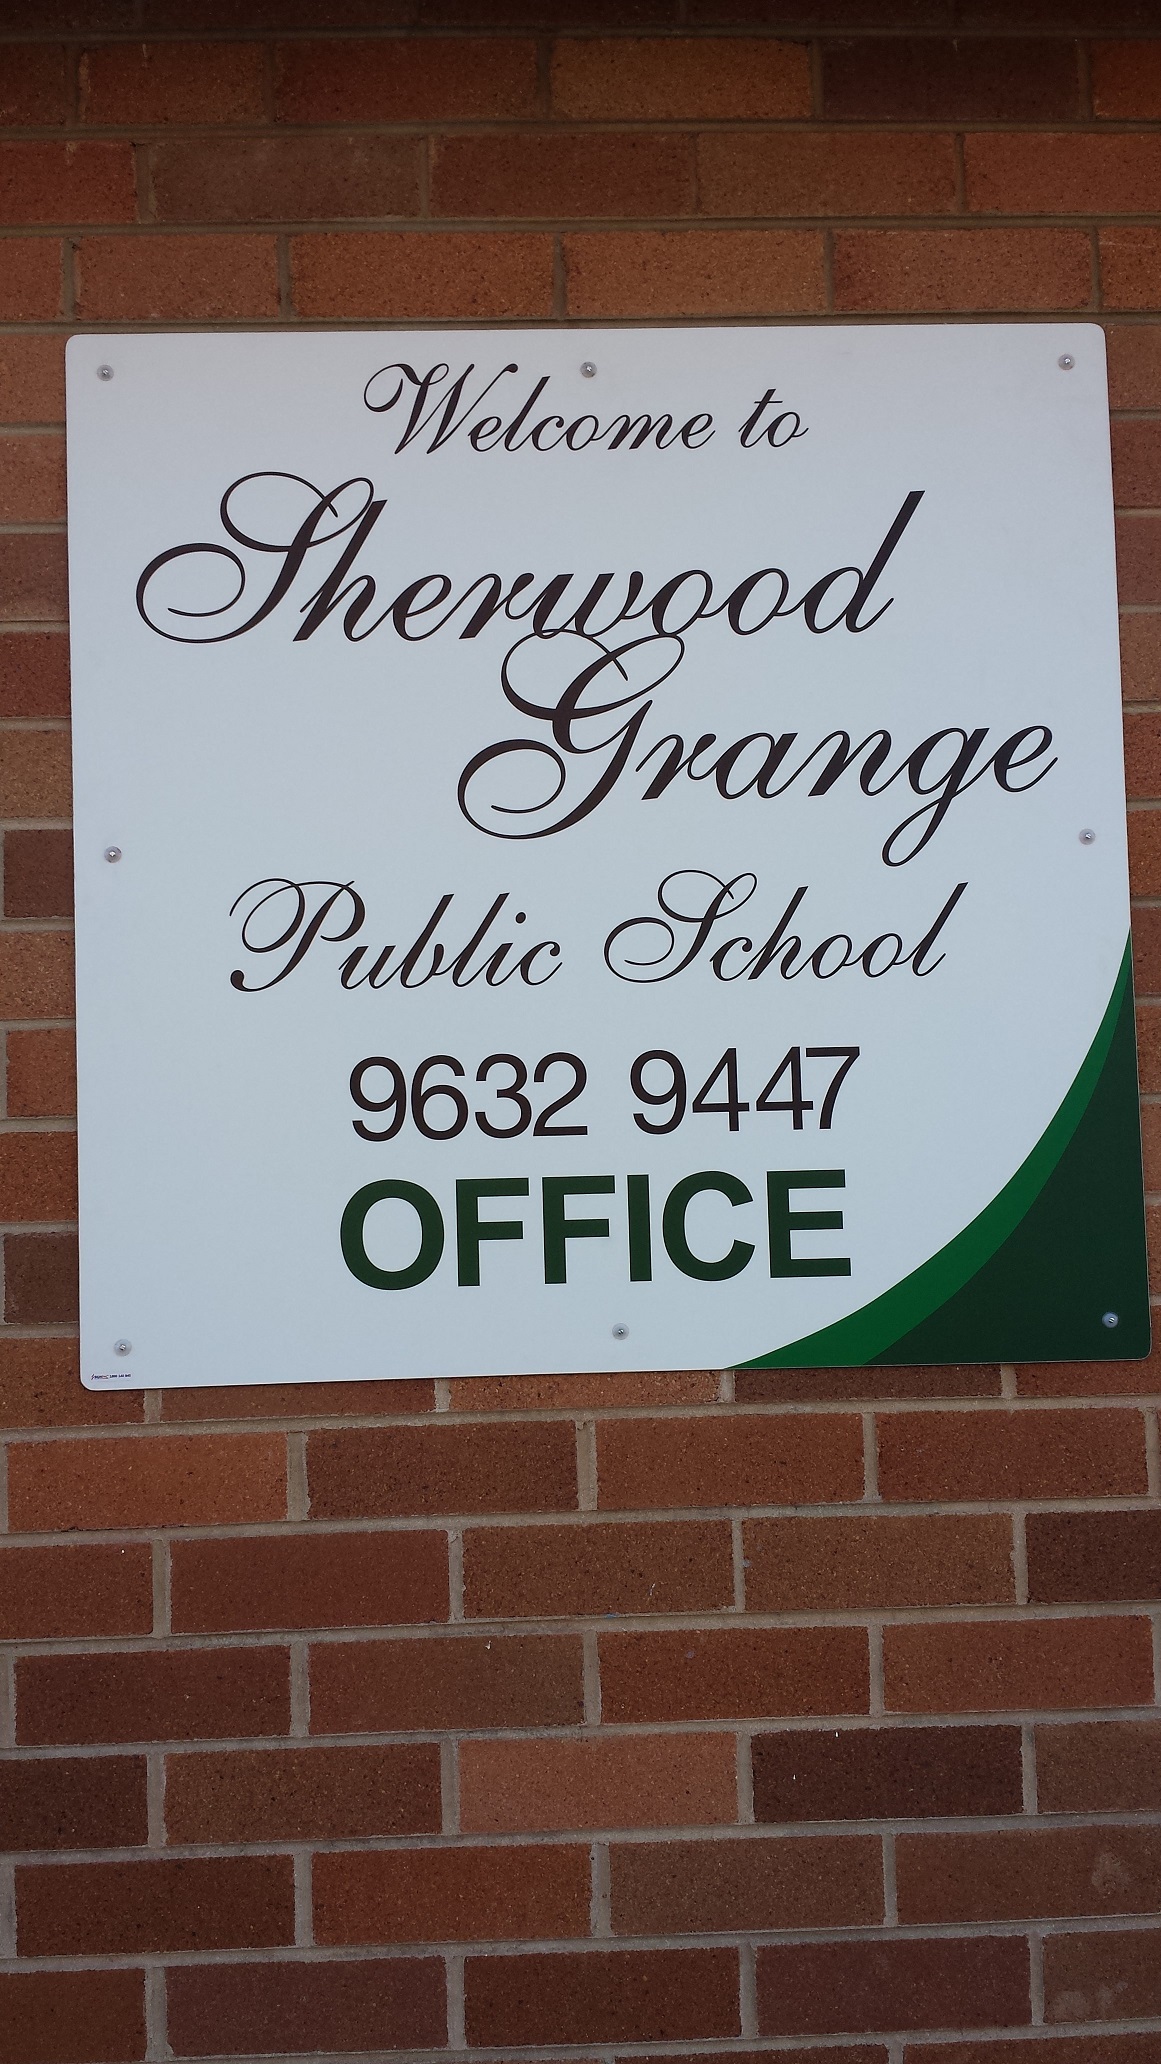 Welcome to
Sherwood
Grange
Public School
9632 9447
OFFICE